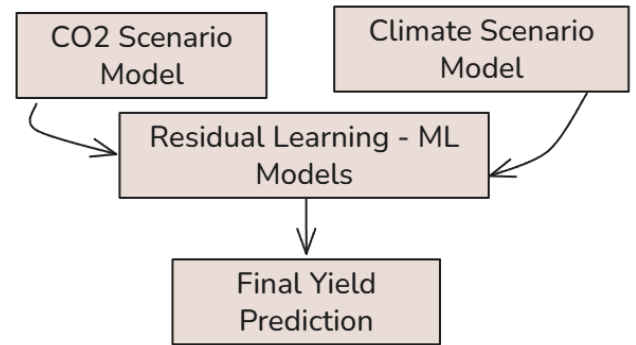 CO2 Scenario
Model
Climate Scenario
Model
Residual Learning - ML
Models
Final Yield
Prediction